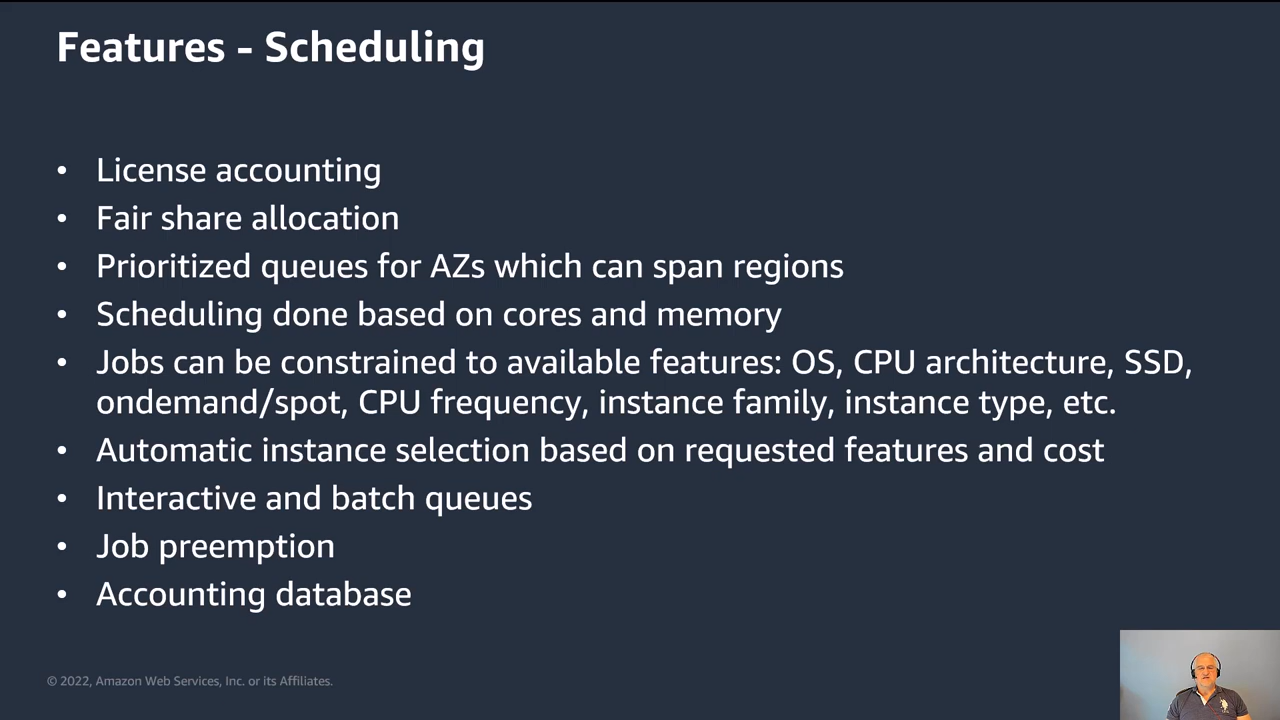 Features - Scheduling
• License accounting
• Fair share allocation
• Prioritized queues for AZs which can span regions
• Scheduling done based on cores and memory
• Jobs can be constrained to available features: OS, CPU architecture, SSD,
ondemand/spot, CPU frequency, instance family, instance type, etc.
• Automatic instance selection based on requested features and cost
• Interactive and batch queues
• Job preemption
• Accounting database
© 2022, Amazon Web Services, Inc. or its Affiliates.